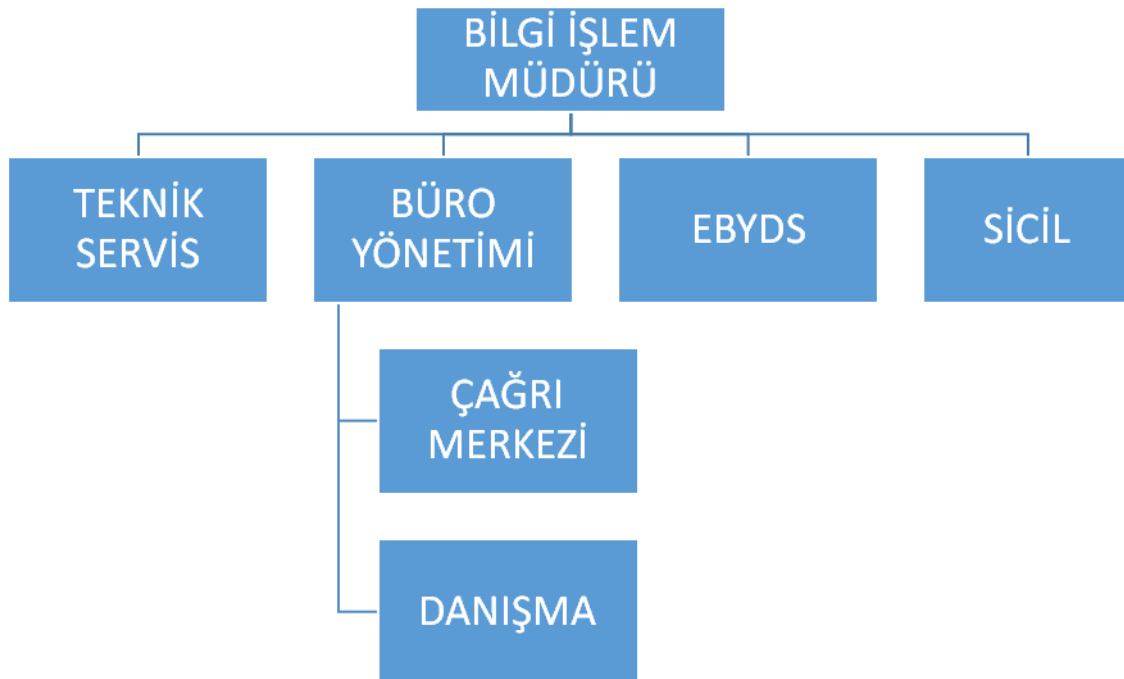 BİLGİ İŞLEM
MÜDÜRÜ
TEKNİK
SERVİS
BÜRO
YÖNETİMİ
EBYDS
SİCİL
ÇAĞRI
MERKEZİ
DANIŞMA